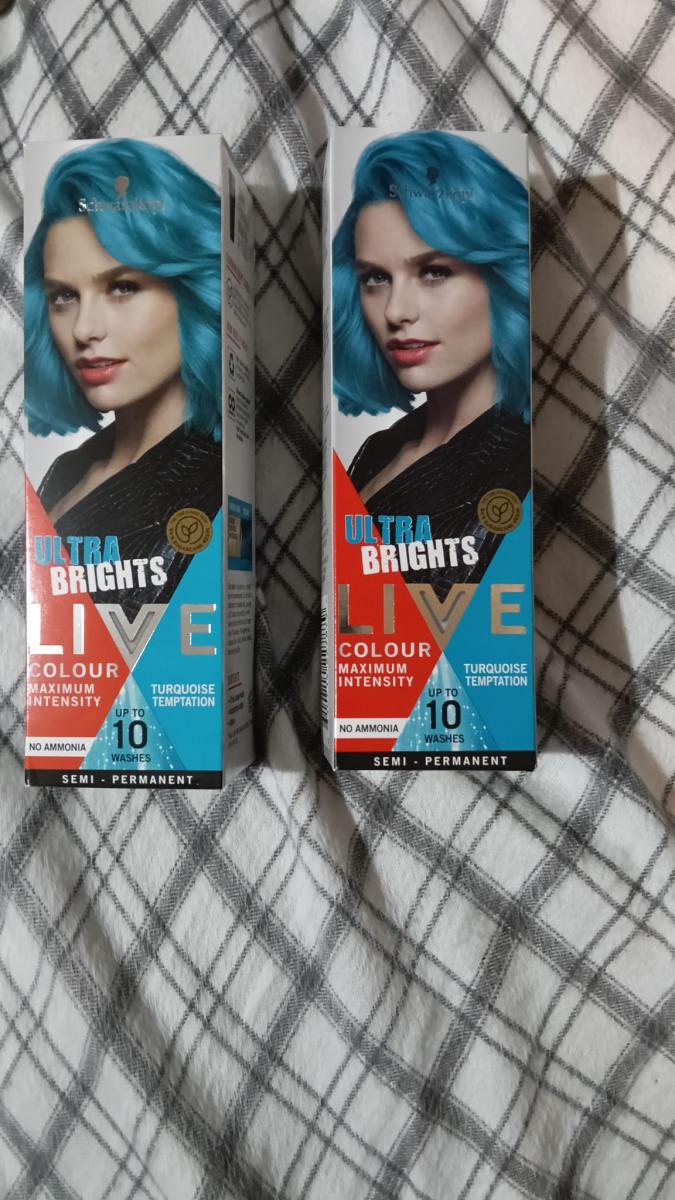 Schwarzkopf
ULTRA
BRIGHTS
LIVE
COLOUR
MAXIMUM
INTENSITY
TURQUOISE
TEMPTATION
UP TO
10
WASHES
NO AMMONIA
SEMI - PERMANENT
Schwarzkopf
ULTRA
BRIGHTS
LIVE
COLOUR
MAXIMUM
INTENSITY
TURQUOISE
TEMPTATION
UP TO
10
WASHES
NO AMMONIA
SEMI - PERMANENT